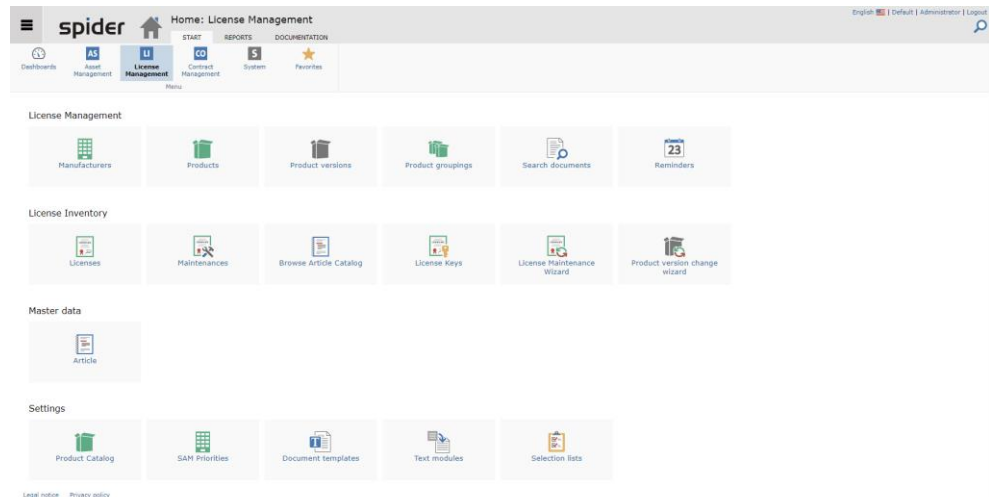 English | Default | Administrator | Logout
spider
Home: License Management
START REPORTS DOCUMENTATION
Dashboards
AS
Asset
Management
LI
License
Management
CO
Contract
Management
S
System
Favorites
Menu
License Management
Manufacturers
Products
Product versions
Product groupings
Search documents
23
Reminders
License Inventory
Licenses
Maintenances
Browse Article Catalog
License Keys
License Maintenance
Wizard
Product version change
wizard
Master data
Article
Settings
Product Catalog
SAM Priorities
T
Document templates
Text modules
Selection lists
Legal notice Privacy policy